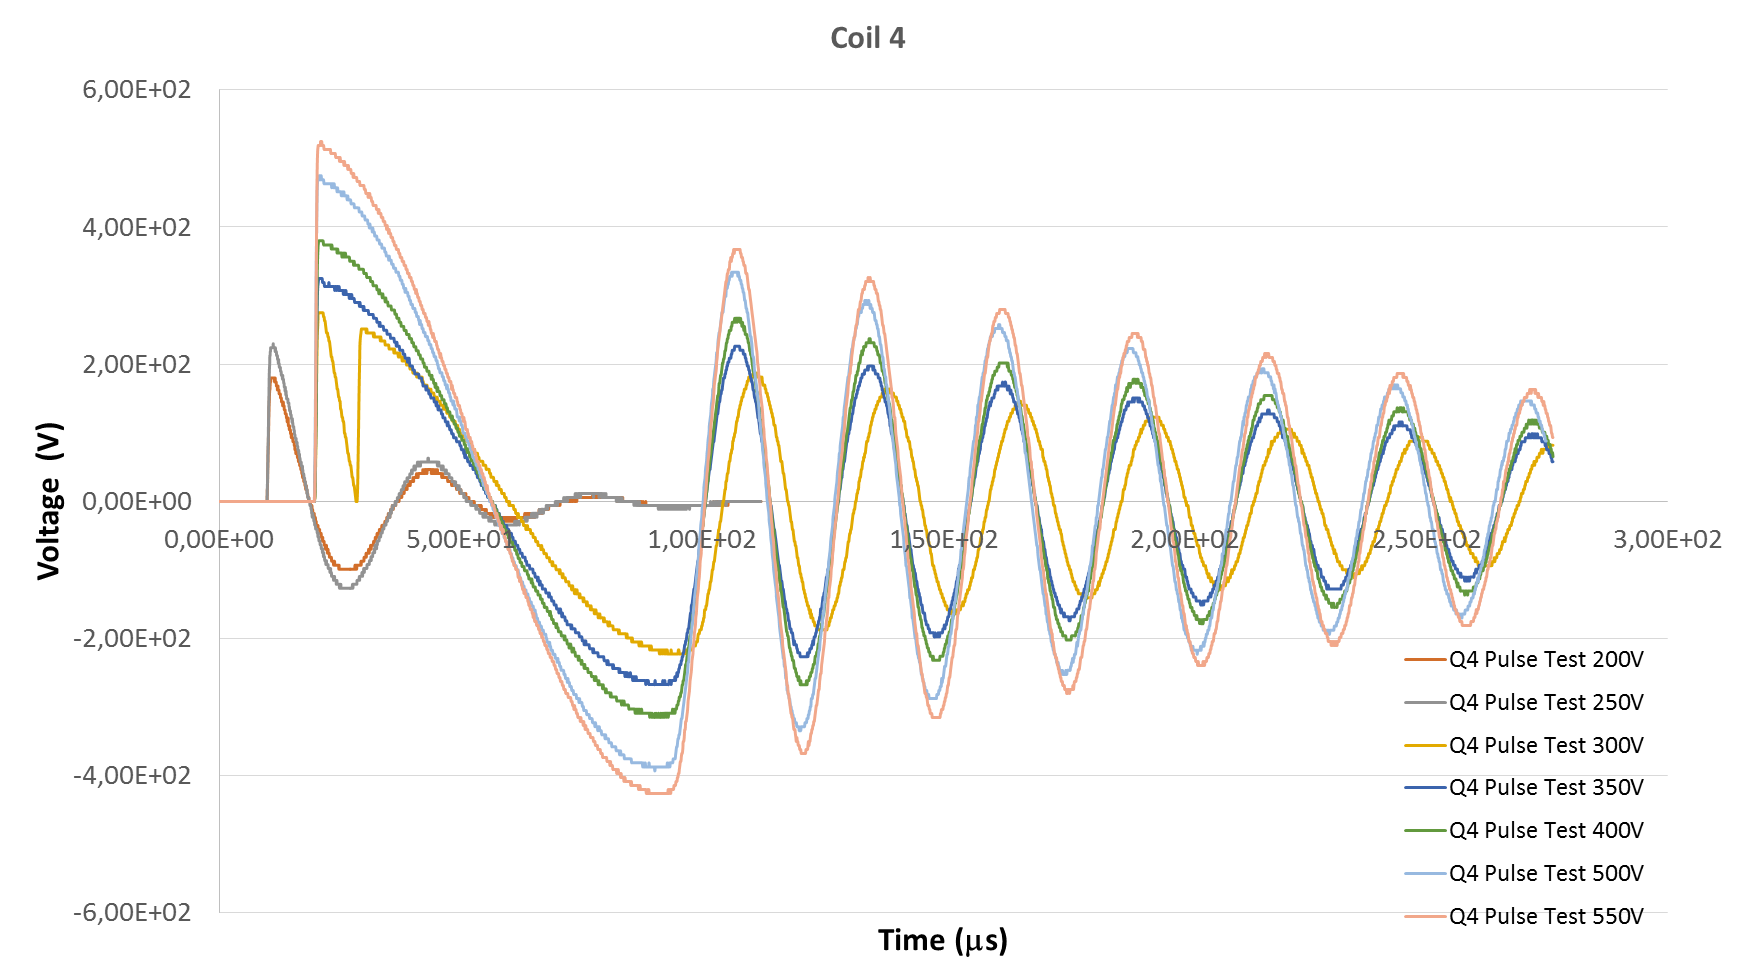 Coil 4
6,00E+02
4,00E+02
2,00E+02
0,00E+00
-2,00E+02
-4,00E+02
-6,00E+02
Voltage (V)
0,00E+00 5,00E+01 1,00E+02 1,50E+02 2,00E+02 2,50E+02 3,00E+02
Time (μs)
Q4 Pulse Test 200V
Q4 Pulse Test 250V
Q4 Pulse Test 300V
Q4 Pulse Test 350V
Q4 Pulse Test 400V
Q4 Pulse Test 500V
Q4 Pulse Test 550V